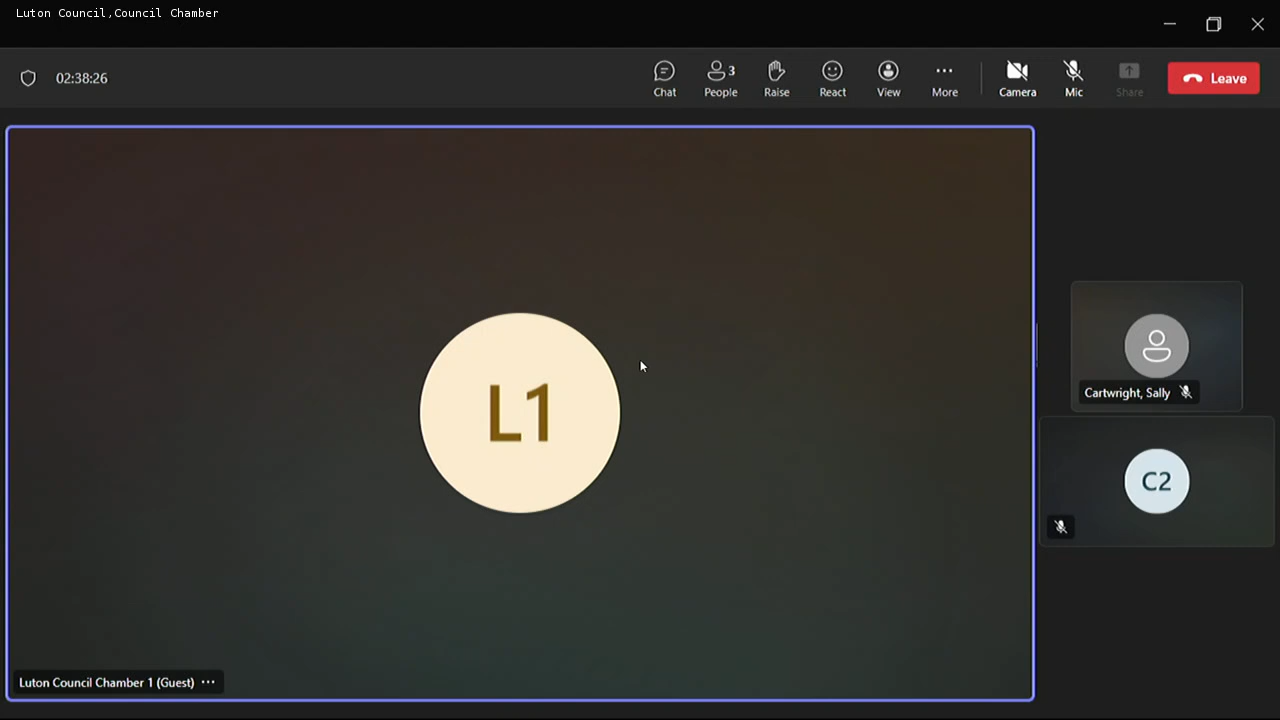 Luton Council,Council Chamber
02:38:26
Chat
3
People
Raise
React
View
More
Camera
Mic
Share
Leave
L1
Cartwright, Sally
C2
Luton Council Chamber 1 (Guest)